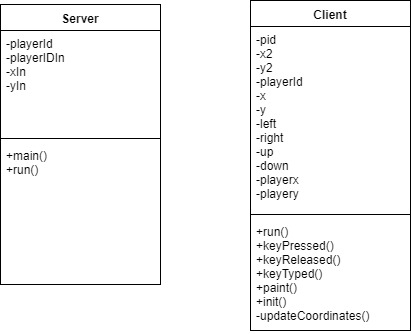 Server
-playerId
-playerIDIn
-xIn
-yIn
+main()
+run()
Client
-pid
-x2
-y2
-playerId
-x
-y
-left
-right
-up
-down
-playerx
-playery
+run()
+keyPressed()
+keyReleased()
+keyTyped()
+paint()
+init()
-updateCoordinates()